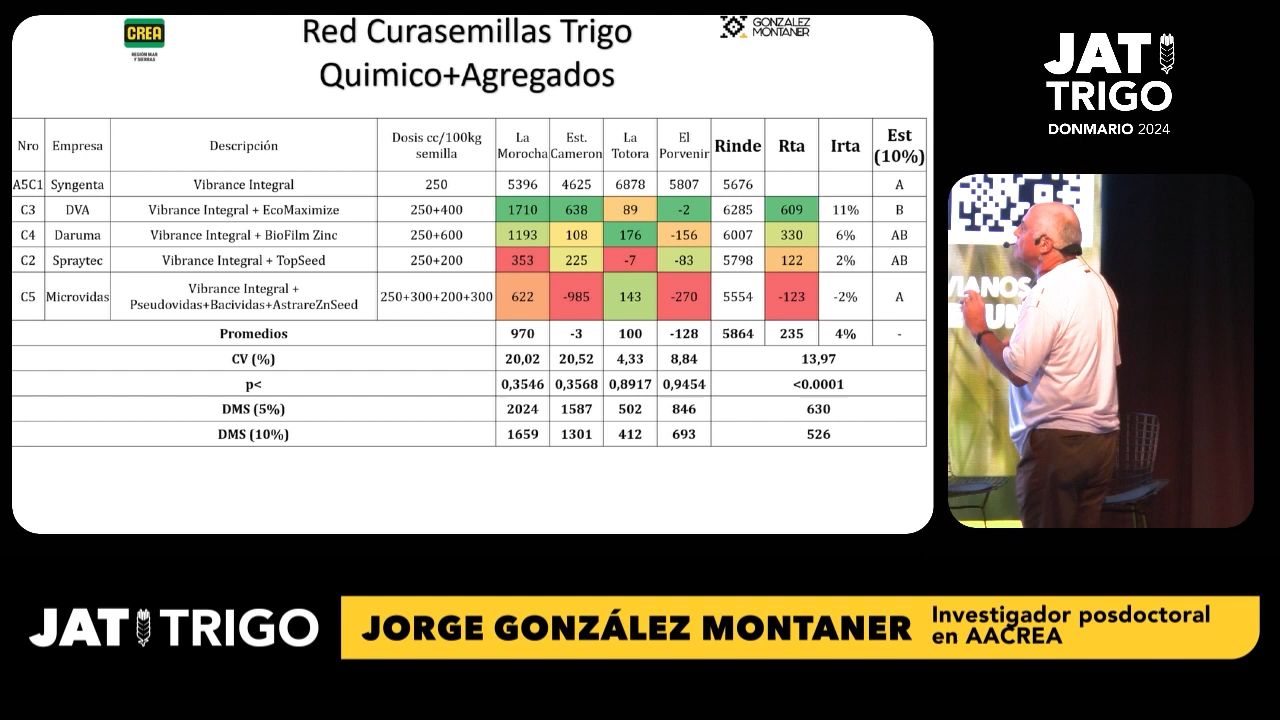 CREA
REGIÓN MAR
Y SIERRAS
Red Curasemillas Trigo
Quimico+Agregados
GONZALEZ
MONTANER
Nro Empresa Descripción Dosis cc/100kg semilla La Morocha Est. Cameron La Totora El Porvenir Rinde Rta Irta Est (10%)
A5C1 Syngenta Vibrance Integral 250 5396 4625 6878 5807 5676 A
C3 DVA Vibrance Integral + EcoMaximize 250+400 1710 638 89 -2 6285 609 11% B
C4 Daruma Vibrance Integral + BioFilm Zinc 250+600 1193 108 176 -156 6007 330 6% AB
C2 Spraytec Vibrance Integral + TopSeed 250+200 353 225 -7 -83 5798 122 2% AB
C5 Microvidas Vibrance Integral + Pseudovidas+Bacividas+AstrareZnSeed 250+300+200+300 622 -985 143 -270 5554 -123 -2% A
Promedios 970 -3 100 -128 5864 235 4% -
CV (%) 20,02 20,52 4,33 8,84 13,97
p< 0,3546 0,3568 0,8917 0,9454 <0.0001
DMS (5%) 2024 1587 502 846 630
DMS (10%) 1659 1301 412 693 526
JAT
TRIGO
DONMARIO 2024
JAT TRIGO
JORGE GONZÁLEZ MONTANER
Investigador posdoctoral
en AACREA